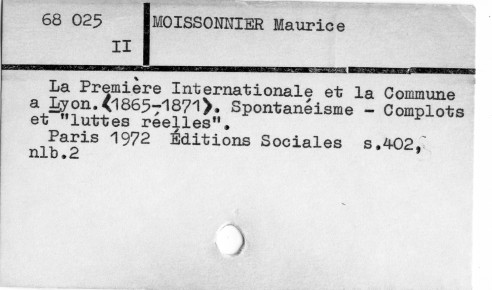 68 025
II
MOISSONNIER Maurice
La Première Internationale et la Commune
a Lyon.<1865-1871>. Spontanéisme - Complots
et "luttes réelles".
Paris 1972 Éditions Sociales s.402,
nlb.2